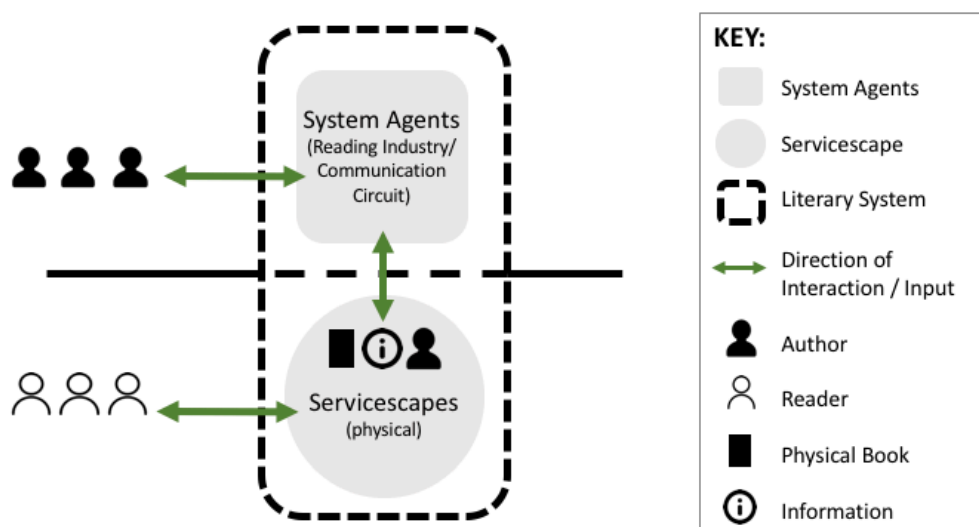 System Agents
(Reading Industry/
Communication
Circuit)
Servicescapes
(physical)
KEY:
System Agents
Servicescape
Literary System
Direction of
Interaction / Input
Author
Reader
Physical Book
Information